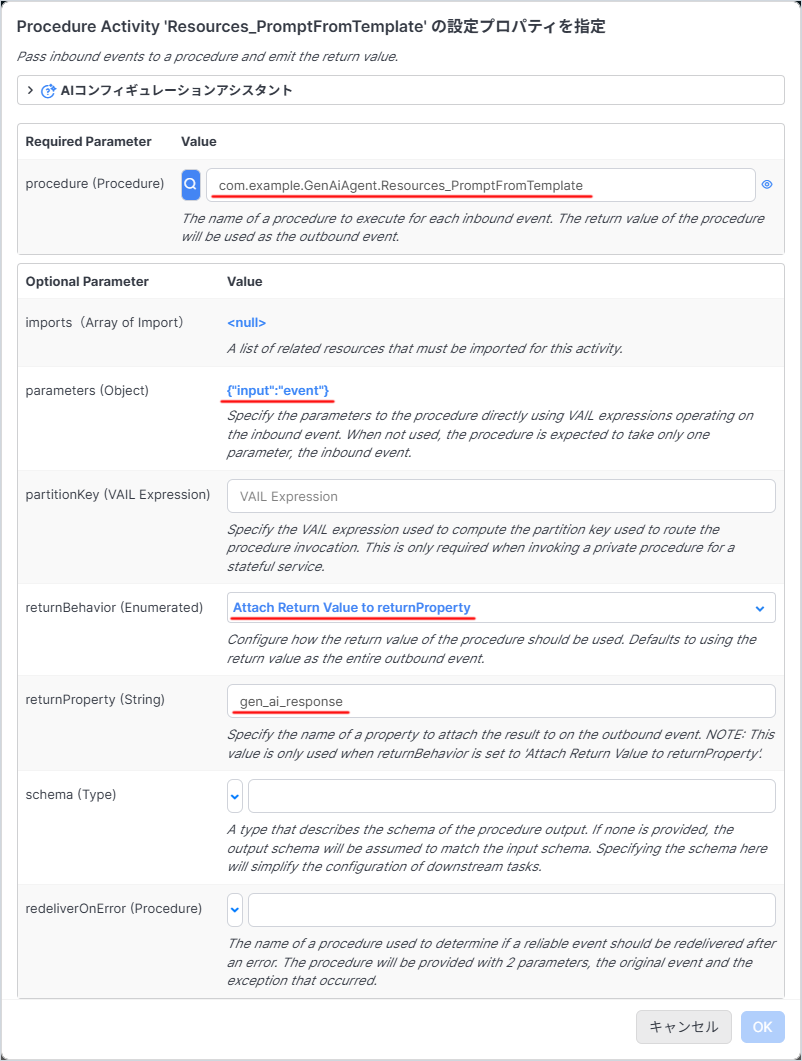 Procedure Activity 'Resources_PromptFromTemplate' の設定プロパティを指定
Pass inbound events to a procedure and emit the return value.
AIコンフィギュレーションアシスタント
Required Parameter Value
procedure (Procedure) com.example.GenAiAgent.Resources_PromptFromTemplate
The name of a procedure to execute for each inbound event. The return value of the procedure
will be used as the outbound event.
Optional Parameter Value
imports（Array of Import） <null>
A list of related resources that must be imported for this activity.
parameters (Object) {"input":"event"}
Specify the parameters to the procedure directly using VAIL expressions operating on
the inbound event. When not used, the procedure is expected to take only one
parameter, the inbound event.
partitionKey (VAIL Expression) VAIL Expression
Specify the VAIL expression used to compute the partition key used to route the
procedure invocation. This is only required when invoking a private procedure for a
stateful service.
returnBehavior (Enumerated) Attach Return Value to returnProperty
Configure how the return value of the procedure should be used. Defaults to using the
return value as the entire outbound event.
returnProperty (String) gen_ai_response
Specify the name of a property to attach the result to on the outbound event. NOTE: This
value is only used when returnBehavior is set to 'Attach Return Value to returnProperty'.
schema (Type)
A type that describes the schema of the procedure output. If none is provided, the
output schema will be assumed to match the input schema. Specifying the schema here
will simplify the configuration of downstream tasks.
redeliverOnError (Procedure)
The name of a procedure used to determine if a reliable event should be redelivered after
an error. The procedure will be provided with 2 parameters, the original event and the
exception that occurred.
キャンセル OK